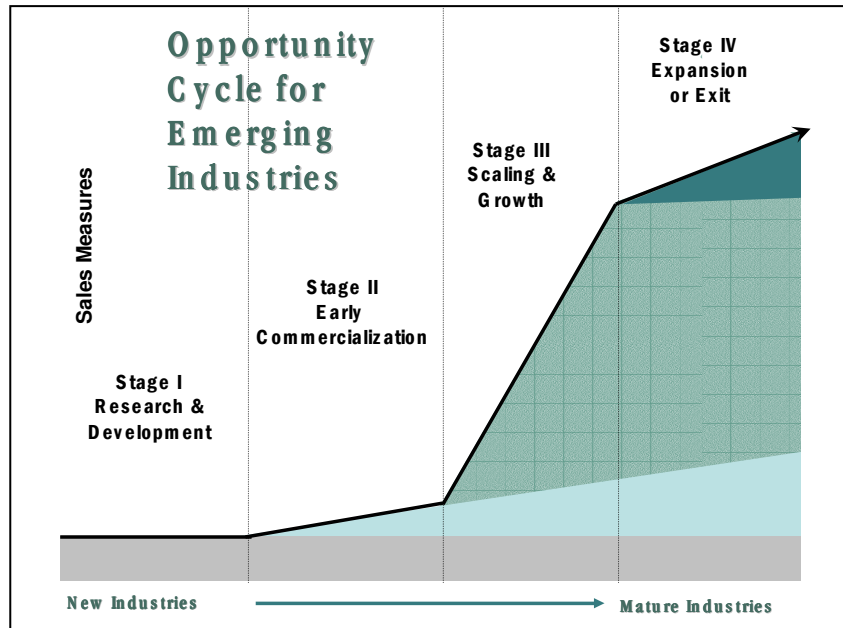 Opportunity
Cycle for
Emerging
Industries
Stage IV
Expansion
or Exit
Stage III
Scaling &
Growth
Sales Measures
Stage II
Early
Commercialization
Stage I
Research &
Development
New Industries
Mature Industries